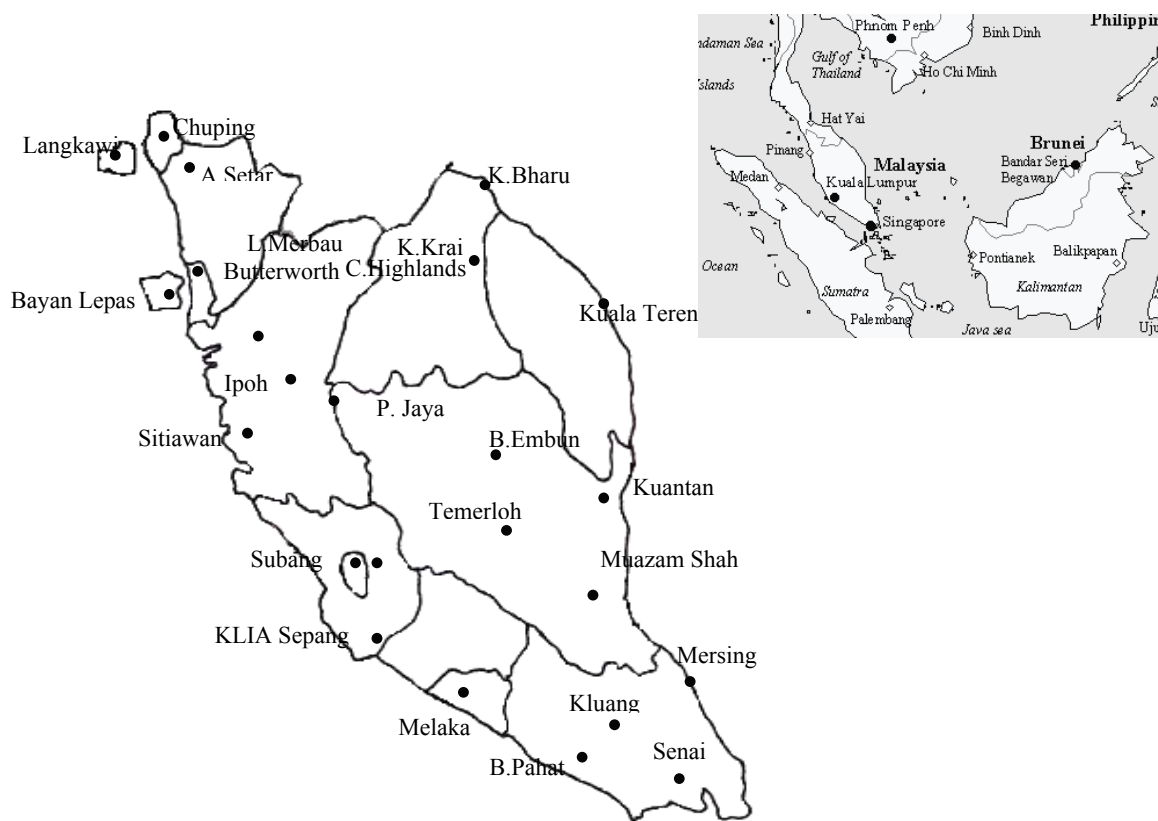 Langkawi
Chuping
A.Setar
K.Bharu
L.Merbau
Butterworth
K.Krai
C.Highlands
Bayan Lepas
Kuala Teren
Ipoh
P. Jaya
Sitiawan
B.Embun
Kuantan
Temerloh
Subang
Muazam Shah
KLIA Sepang
Mersing
Melaka
Kluang
Senai
B.Pahat
Phnom Penh
Philippin
ndaman Sea
Gulf of
Thailand
Binh Dinh
Ho Chi Minh
Islands
Hat Yai
Pinang
Malaysia
Medan
Kuala Lumpur
Singapore
Brunei
Bandar Seri
Begawan
Ocean
Pontianek
Balikpapan
Sumatra
Kalimantan
Palembang
Java sea
Uju
S